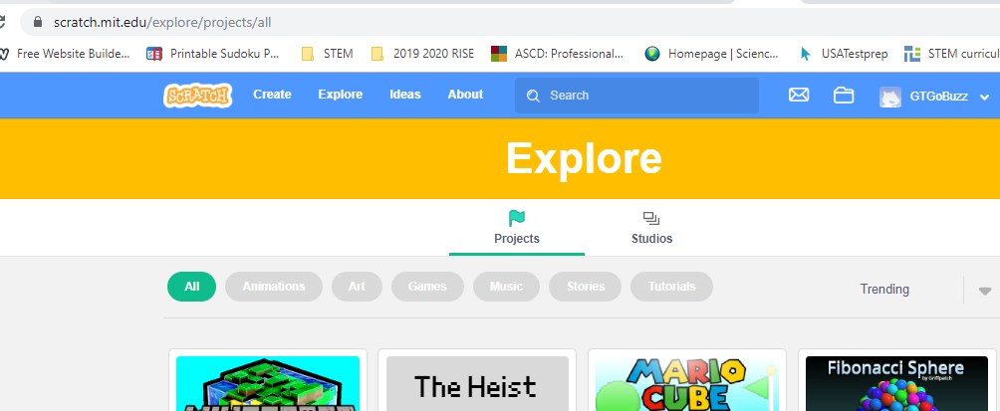 scratch.mit.edu/explore/projects/all
Free Website Builde... Printable Sudoku P... STEM 2019 2020 RISE ASCD: Professional... Homepage | Scienc... USATestprep STEM curricul
SCRATCH Create Explore Ideas About Search GTGoBuzz
Explore
Projects Studios
All Animations Art Games Music Stories Tutorials Trending
The Heist
MARIO
CUBE
Fibonacci Sphere
by Griffpatch